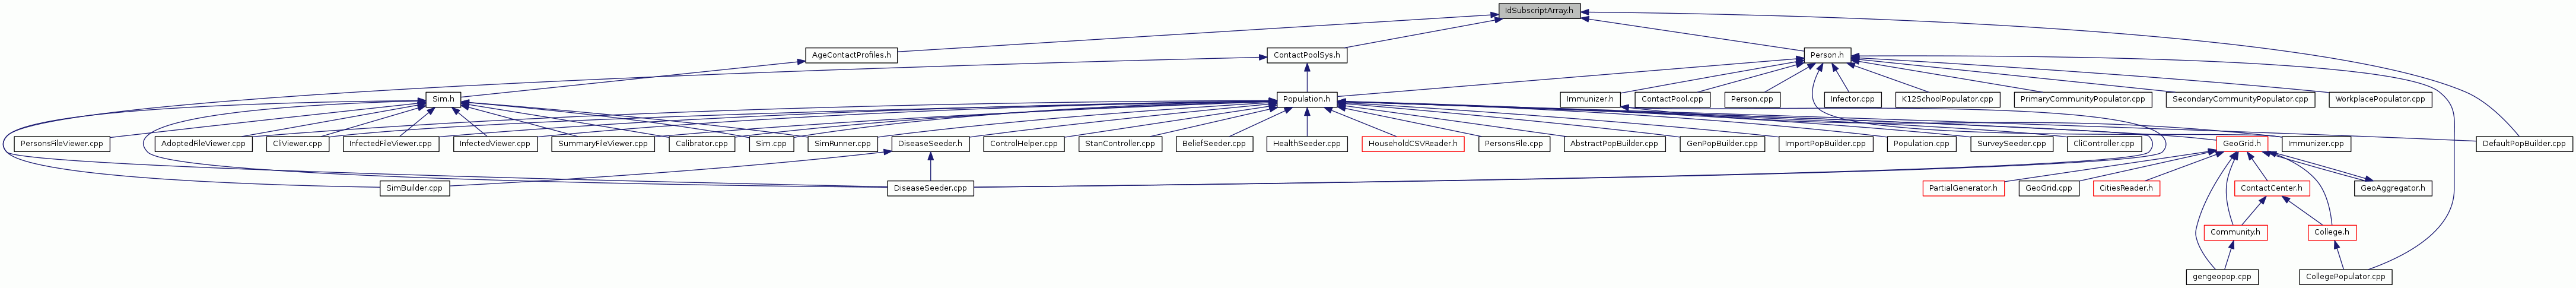 IdSubscriptArray.h
AgeContactProfiles.h
ContactPoolSys.h
Person.h
Sim.h
Population.h
Immunizer.h
ContactPool.cpp
Person.cpp
Infector.cpp
K12SchoolPopulator.cpp
PrimaryCommunityPopulator.cpp
SecondaryCommunityPopulator.cpp
WorkplacePopulator.cpp
PersonsFileViewer.cpp
AdoptedFileViewer.cpp
CliViewer.cpp
InfectedFileViewer.cpp
InfectedViewer.cpp
SummaryFileViewer.cpp
Calibrator.cpp
Sim.cpp
SimRunner.cpp
DiseaseSeeder.h
ControlHelper.cpp
StanController.cpp
BeliefSeeder.cpp
HealthSeeder.cpp
HouseholdCSVReader.h
PersonsFile.cpp
AbstractPopBuilder.cpp
GenPopBuilder.cpp
ImportPopBuilder.cpp
Population.cpp
SurveySeeder.cpp
CliController.cpp
GeoGrid.h
Immunizer.cpp
DefaultPopBuilder.cpp
SimBuilder.cpp
DiseaseSeeder.cpp
PartialGenerator.h
GeoGrid.cpp
CitiesReader.h
ContactCenter.h
GeoAggregator.h
Community.h
College.h
gengeopop.cpp
CollegePopulator.cpp